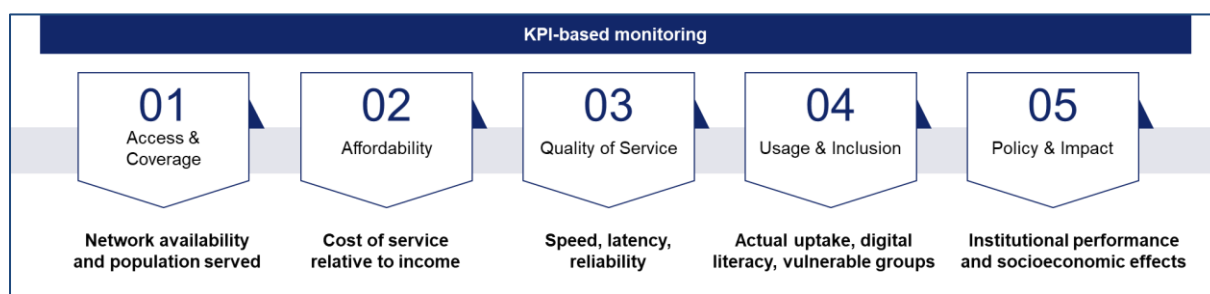 KPI-based monitoring
01
Access &
Coverage
Network availability
and population served
02
Affordability
Cost of service
relative to income
03
Quality of Service
Speed, latency,
reliability
04
Usage & Inclusion
Actual uptake, digital
literacy, vulnerable groups
05
Policy & Impact
Institutional performance
and socioeconomic effects